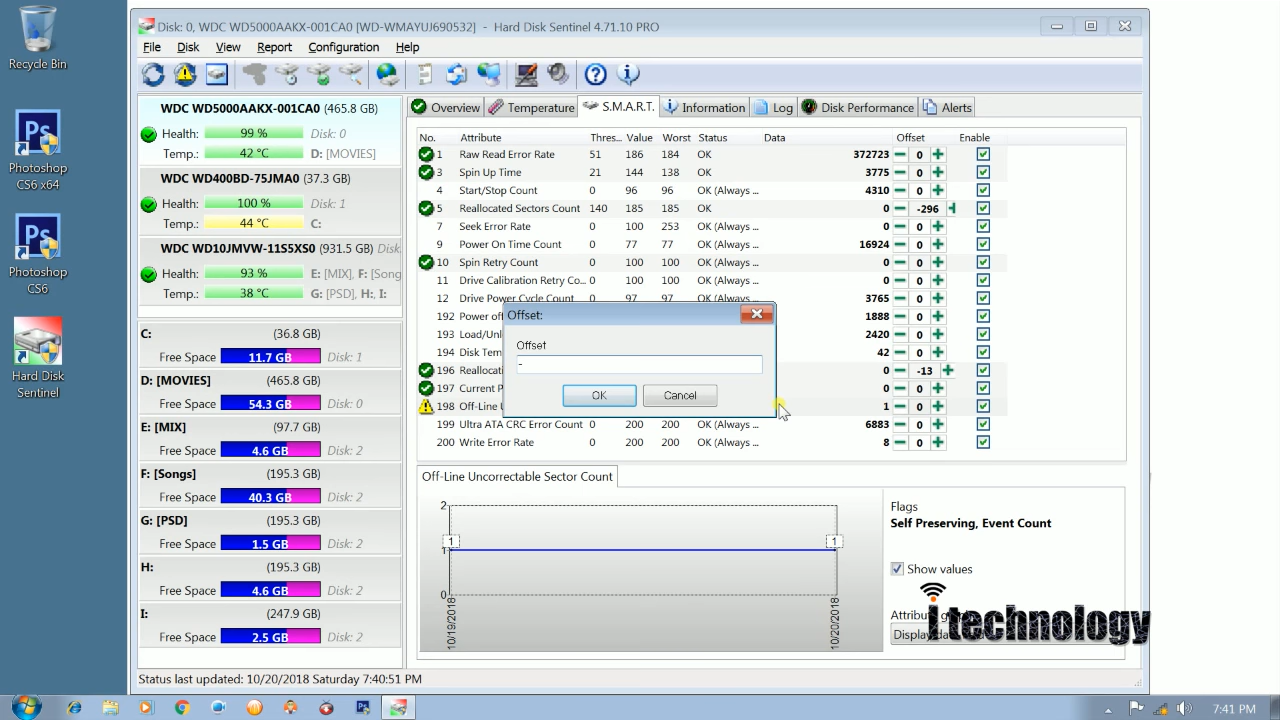 Recycle Bin
Photoshop
CS6 x64
Photoshop
CS6
Hard Disk
Sentinel
Disk: 0, WDC WD5000AAKX-001CA0 [WD-WMAYUJ690532] - Hard Disk Sentinel 4.71.10 PRO
File Disk View Report Configuration Help
WDC WD5000AAKX-001CA0 (465.8 GB)
Health: 99 % Disk: 0
Temp.: 42 °C D: [MOVIES]
WDC WD400BD-75JMA0 (37.3 GB)
Health: 100 % Disk: 1
Temp.: 44 °C C:
WDC WD10JMVW-11S5XS0 (931.5 GB) Disk
Health: 93 % E: [MIX], F: [Song
Temp.: 38 °C G: [PSD], H:, I:
C: (36.8 GB)
Free Space 11.7 GB Disk: 1
D: [MOVIES] (465.8 GB)
Free Space 54.3 GB Disk: 0
E: [MIX] (97.7 GB)
Free Space 4.6 GB Disk: 2
F: [Songs] (195.3 GB)
Free Space 40.3 GB Disk: 2
G: [PSD] (195.3 GB)
Free Space 1.5 GB Disk: 2
H: (195.3 GB)
Free Space 4.6 GB Disk: 2
I: (247.9 GB)
Free Space 2.5 GB Disk: 2
Overview Temperature S.M.A.R.T. Information Log Disk Performance Alerts
No. Attribute Thres... Value Worst Status Data Offset Enable
1 Raw Read Error Rate 51 186 184 OK 372723 0
3 Spin Up Time 21 144 138 OK 3775 0
4 Start/Stop Count 0 96 96 OK (Always ... 4310 0
5 Reallocated Sectors Count 140 185 185 OK 0 -296
7 Seek Error Rate 0 100 253 OK (Always ... 0 0
9 Power On Time Count 0 77 77 OK (Always ... 16924 0
10 Spin Retry Count 0 100 100 OK (Always ... 0 0
11 Drive Calibration Retry Co... 0 100 100 OK (Always ... 0 0
12 Drive Power Cycle Count 0 97 97 OK (Always ... 3765 0
192 Power of 1888 0
193 Load/Unl 2420 0
194 Disk Tem 42 0
196 Reallocati 0 -13
197 Current P 0 0
198 Off-Line 1 0
199 Ultra ATA CRC Error Count 0 200 200 OK (Always ... 6883 0
200 Write Error Rate 0 200 200 OK (Always ... 8 0
Offset:
Offset
-
OK Cancel
Off-Line Uncorrectable Sector Count
2
1
0
1 1
10/19/2018 10/20/2018
Flags
Self Preserving, Event Count
Show values
Attribute
Display
i technology
Status last updated: 10/20/2018 Saturday 7:40:51 PM
7:41 PM